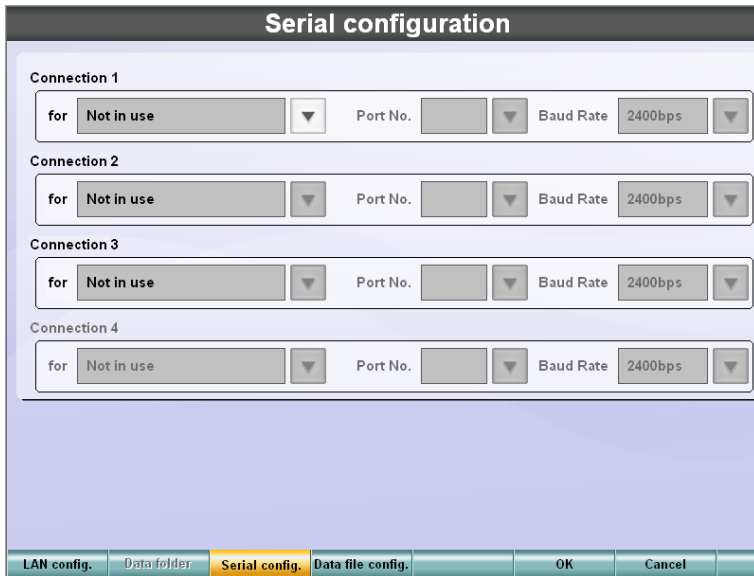 Serial configuration
Connection 1
for Not in use Port No. Baud Rate 2400bps
Connection 2
for Not in use Port No. Baud Rate 2400bps
Connection 3
for Not in use Port No. Baud Rate 2400bps
Connection 4
for Not in use Port No. Baud Rate 2400bps
LAN config. Data folder Serial config. Data file config. OK Cancel